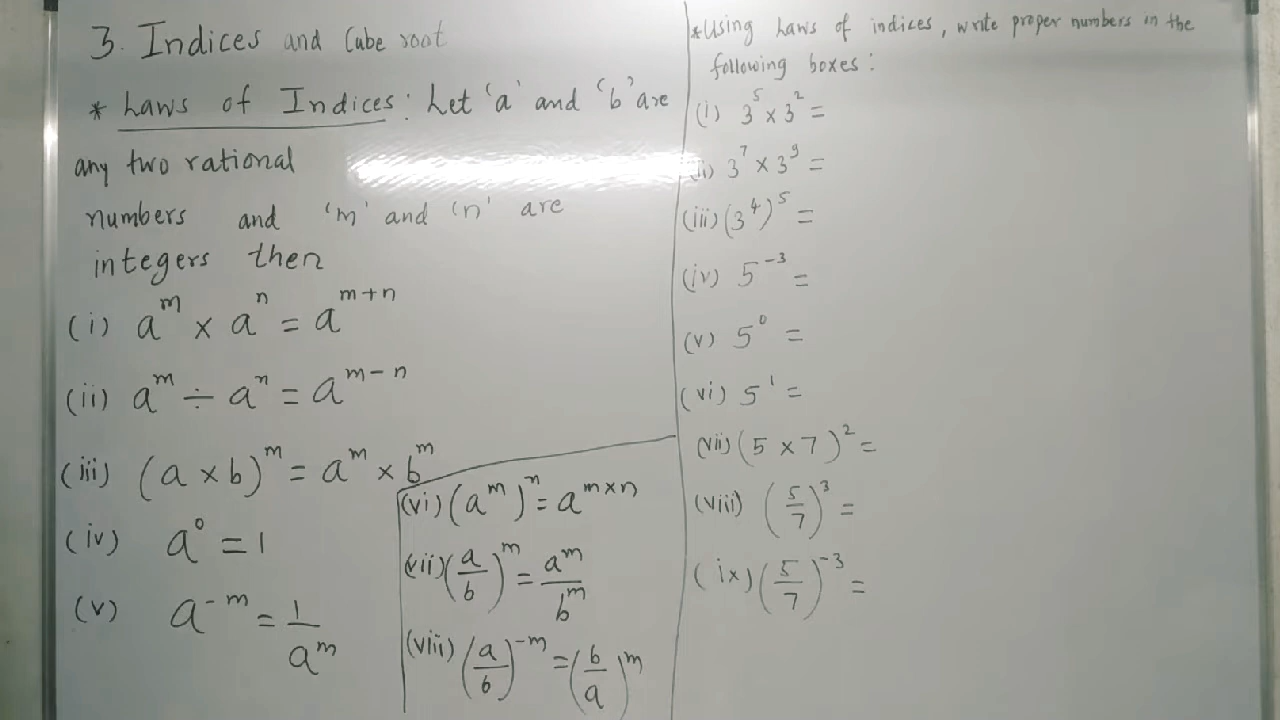 3. Indices and Cube root
* Laws of Indices: Let 'a' and 'b' are
any two rational
numbers and 'm' and 'n' are
integers then
(i) a^m × a^n = a^(m+n)
(ii) a^m ÷ a^n = a^(m-n)
(iii) (a × b)^m = a^m × b^m
(iv) a^0 = 1
(v) a^(-m) = 1/a^m
(vi) (a^m)^n = a^(m×n)
(vii) (a/b)^m = a^m/b^m
(viii) (a/b)^(-m) = (b/a)^m
* Using Laws of indices, write proper numbers in the
following boxes:
(i) 3^5 × 3^2 =
(ii) 3^7 × 3^9 =
(iii) (3^4)^5 =
(iv) 5^(-3) =
(v) 5^0 =
(vi) 5^1 =
(vii) (5 × 7)^2 =
(viii) (5/7)^3 =
(ix) (5/7)^(-3) =